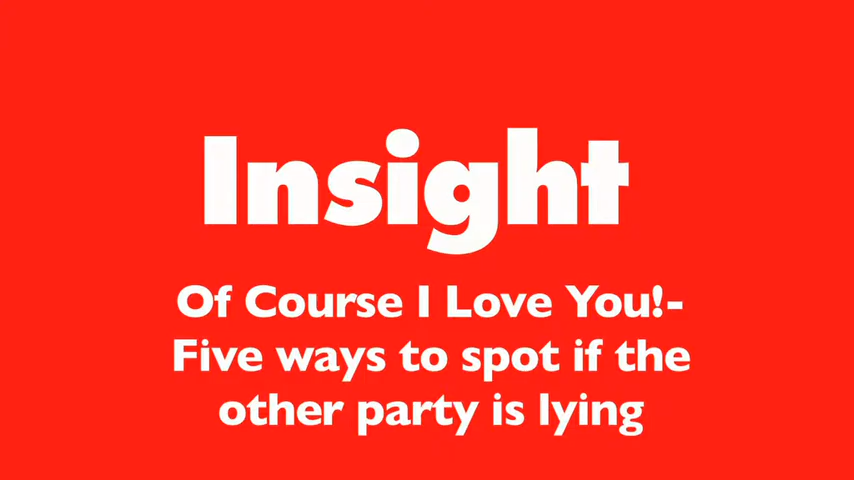 Insight
Of Course I Love You!-
Five ways to spot if the
other party is lying